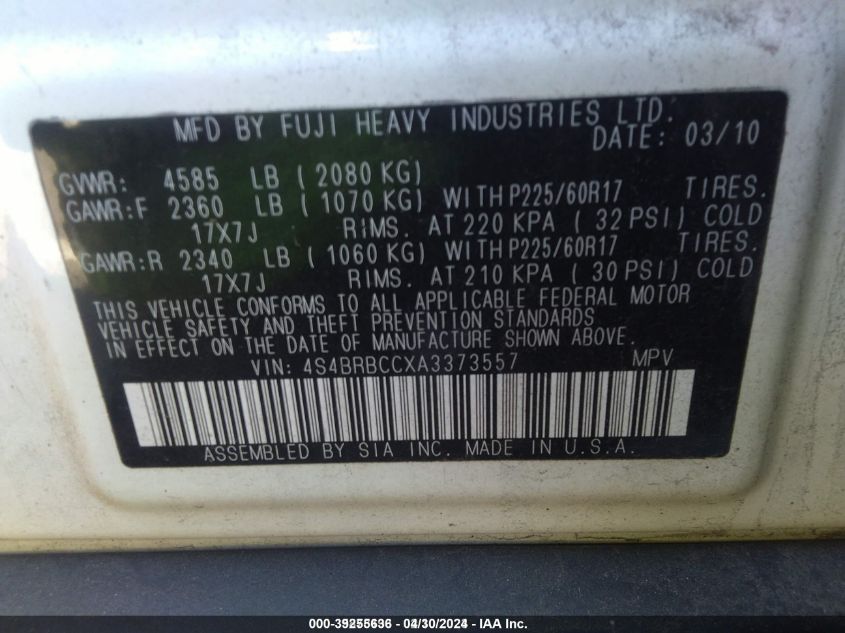 MFD BY FUJI HEAVY INDUSTRIES LTD.
DATE: 03/10
GVWR: 4585 LB ( 2080 KG)
GAWR:F 2360 LB ( 1070 KG) WITH P225/60R17 TIRES.
17X7J RIMS. AT 220 KPA ( 32 PSI) COLD
GAWR:R 2340 LB ( 1060 KG) WITH P225/60R17 TIRES.
17X7J RIMS. AT 210 KPA ( 30 PSI) COLD
THIS VEHICLE CONFORMS TO ALL APPLICABLE FEDERAL MOTOR
VEHICLE SAFETY AND THEFT PREVENTION STANDARDS
IN EFFECT ON THE DATE OF MANUFACTURE SHOWN ABOVE.
VIN: 4S4BRBCCXA3373557 MPV
ASSEMBLED BY SIA INC. MADE IN U.S.A.
000-39255636 - 04/30/2024 - IAA Inc.